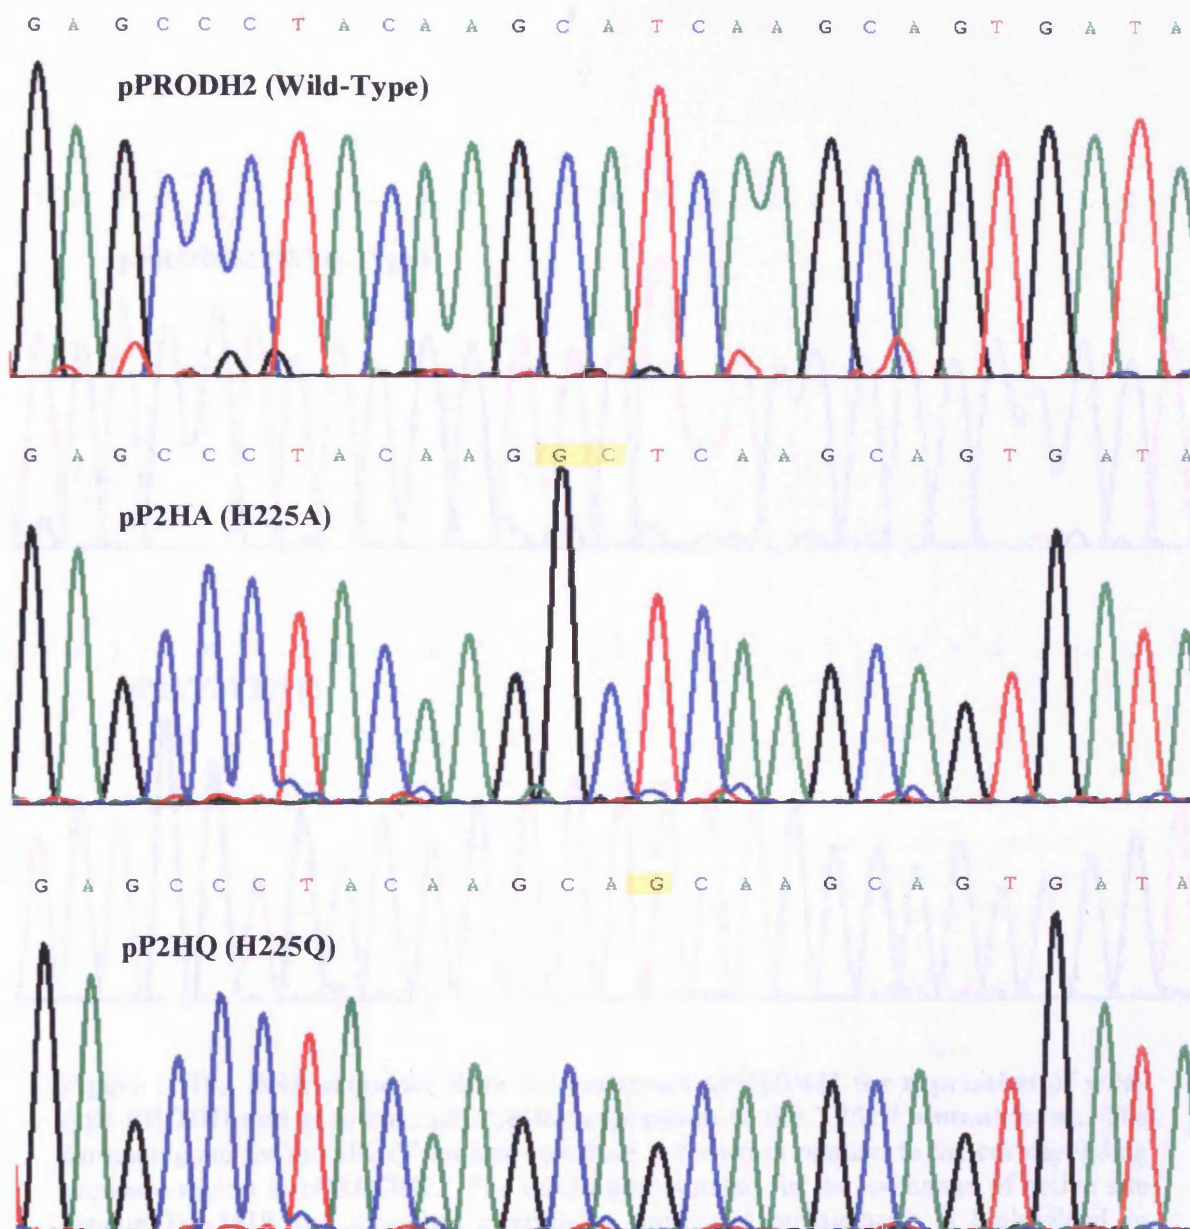 G A G C C C T A C A A G C A T C A A G C A G T G A T A
pPRODH2 (Wild-Type)
G A G C C C T A C A A G G C T C A A G C A G T G A T A
pP2HA (H225A)
G A G C C C T A C A A G C A G C A A G C A G T G A T A
pP2HQ (H225Q)